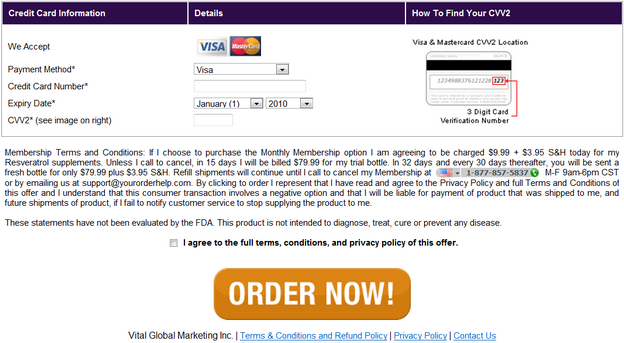 Credit Card Information Details How To Find Your CVV2
We Accept VISA MasterCard
Visa & Mastercard CVV2 Location
Payment Method* Visa
Credit Card Number*
Expiry Date* January (1) 2010
CVV2* (see image on right)
123
3 Digit Card
Verification Number
Membership Terms and Conditions: If I choose to purchase the Monthly Membership option I am agreeing to be charged $9.99 + $3.95 S&H today for my
Resveratrol supplements. Unless I call to cancel, in 15 days I will be billed $79.99 for my trial bottle. In 32 days and every 30 days thereafter, you will be sent a
fresh bottle for only $79.99 plus $3.95 S&H. Refill shipments will continue until I call to cancel my Membership at 1-877-857-5837 M-F 9am-6pm CST
or by emailing us at support@yourorderhelp.com. By clicking to order I represent that I have read and agree to the Privacy Policy and full Terms and Conditions of
this offer and I understand that this consumer transaction involves a negative option and that I will be liable for payment of product that was shipped to me, and
future shipments of product, if I fail to notify customer service to stop supplying the product to me.
These statements have not been evaluated by the FDA. This product is not intended to diagnose, treat, cure or prevent any disease.
I agree to the full terms, conditions, and privacy policy of this offer.
ORDER NOW!
Vital Global Marketing Inc. | Terms & Conditions and Refund Policy | Privacy Policy | Contact Us